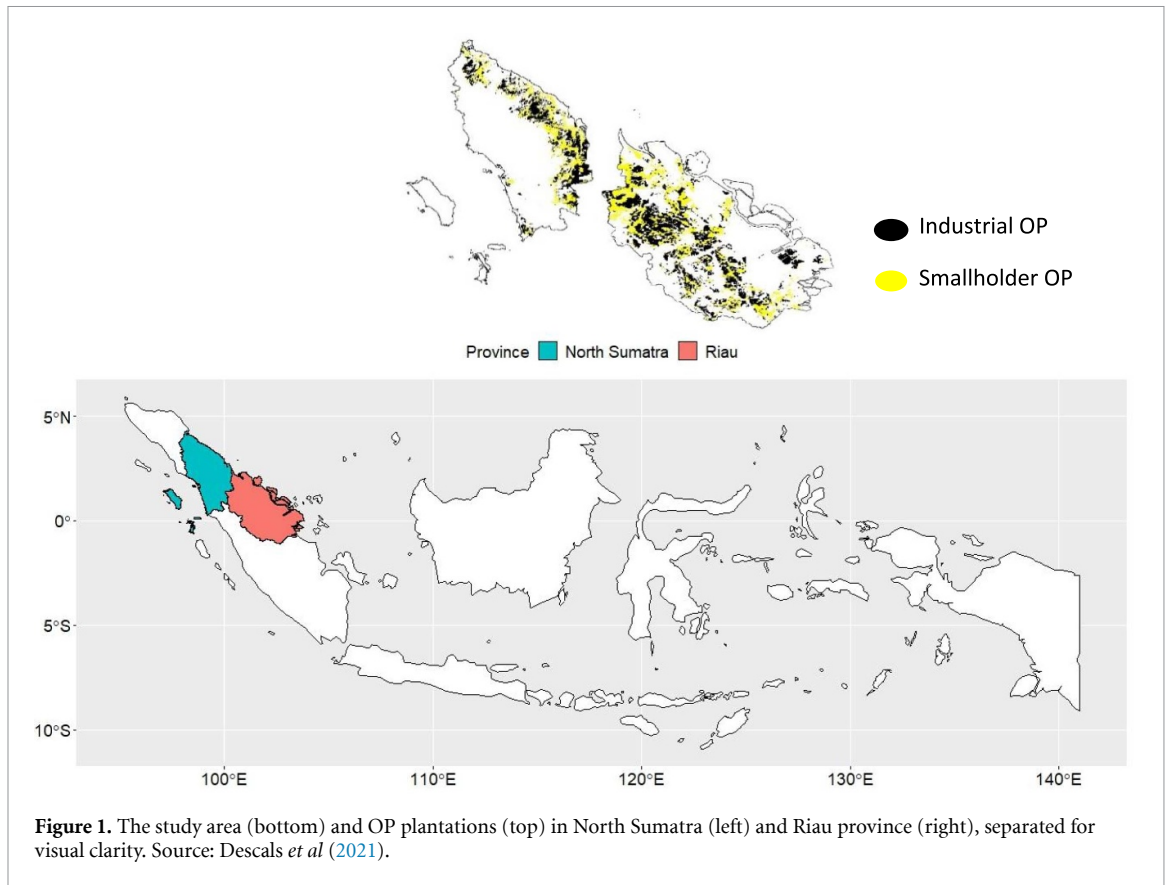 Industrial OP
Smallholder OP
Province North Sumatra Riau
5°N
0°
5°S
10°S
100°E 110°E 120°E 130°E 140°E
Figure 1. The study area (bottom) and OP plantations (top) in North Sumatra (left) and Riau province (right), separated for
visual clarity. Source: Descals et al (2021).